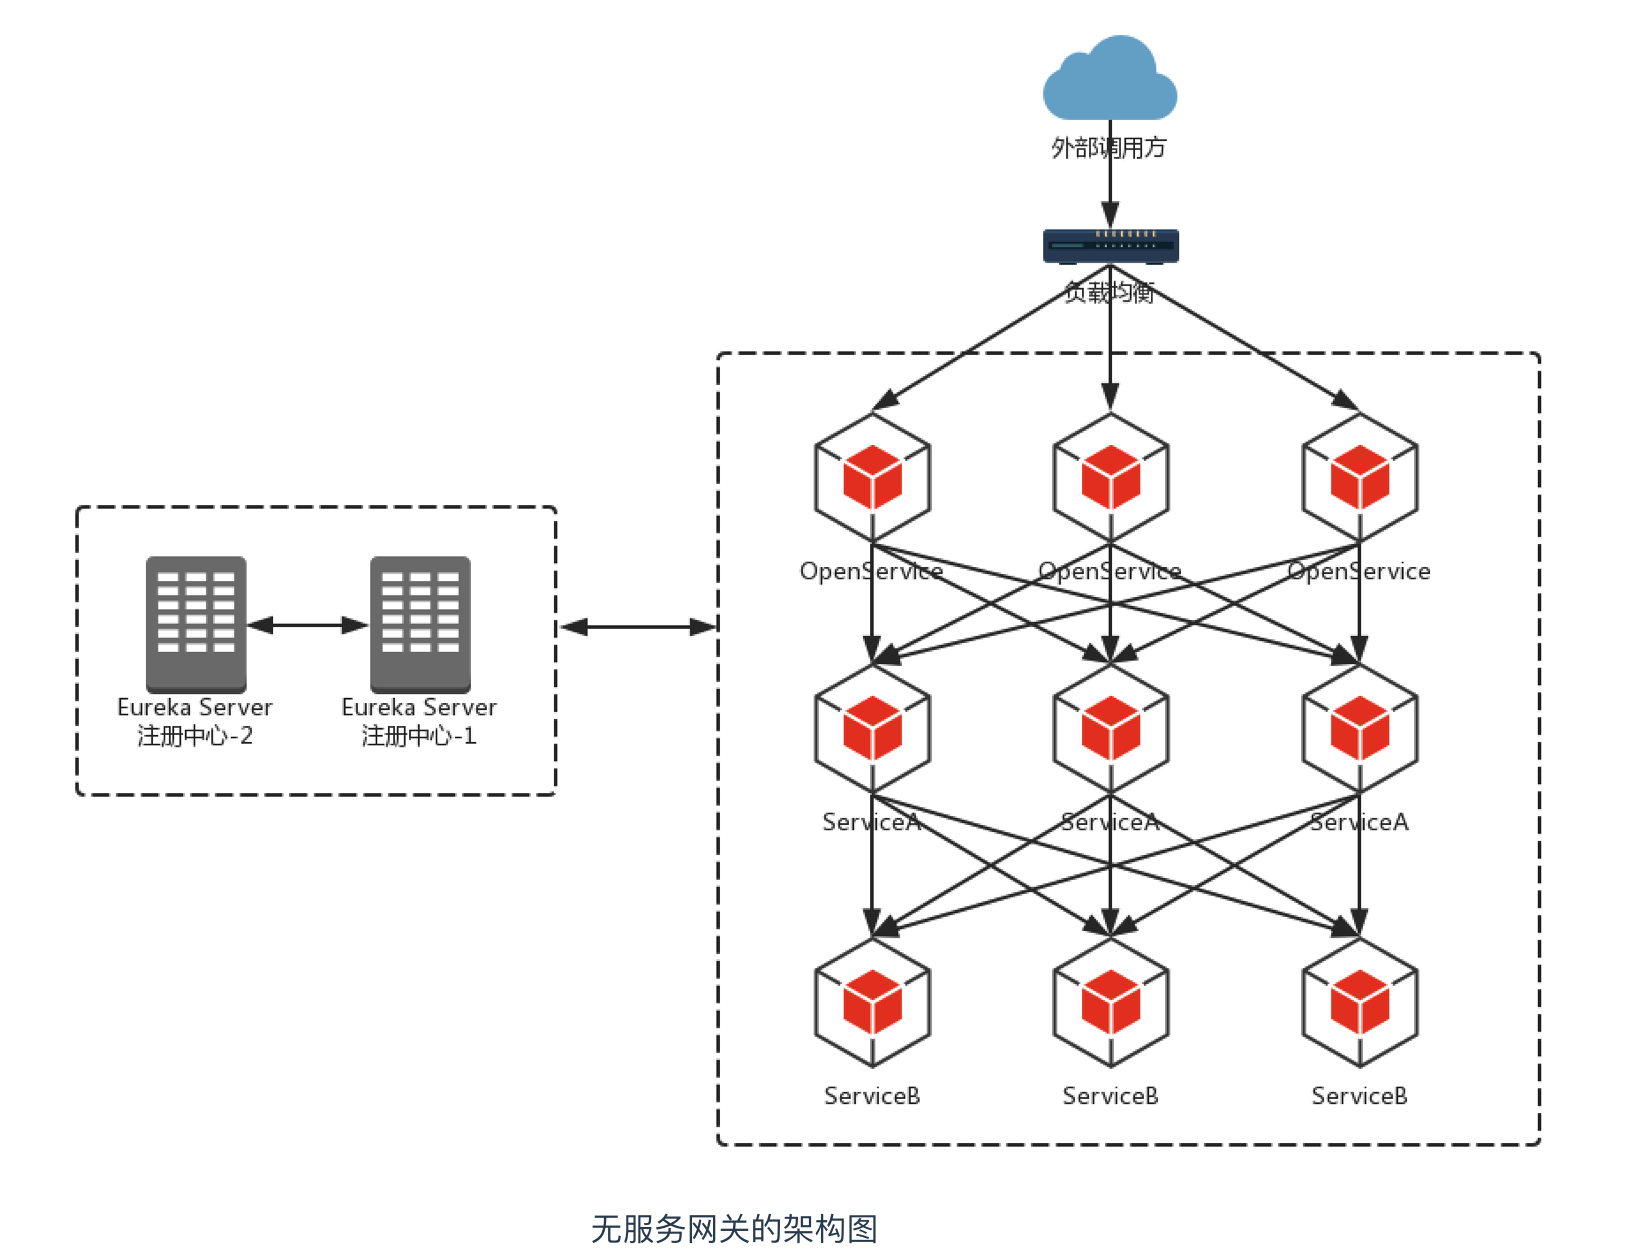 外部调用方
负载均衡
OpenService
OpenService
OpenService
Eureka Server
注册中心-2
Eureka Server
注册中心-1
ServiceA
ServiceA
ServiceA
ServiceB
ServiceB
ServiceB
无服务网关的架构图